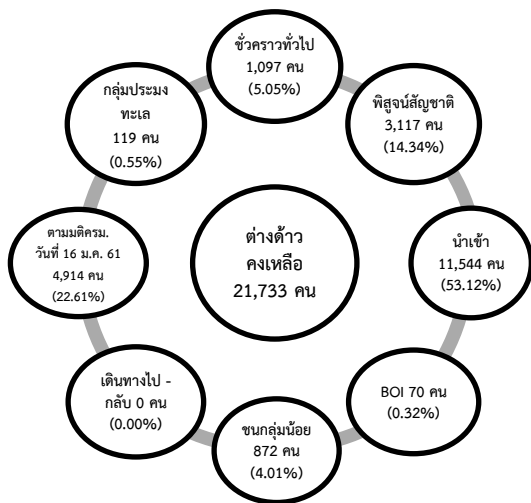 ชั่วคราวทั่วไป
1,097 คน
(5.05%)
พิสูจน์สัญชาติ
3,117 คน
(14.34%)
นำเข้า
11,544 คน
(53.12%)
BOI 70 คน
(0.32%)
ชนกลุ่มน้อย
872 คน
(4.01%)
เดินทางไป -
กลับ 0 คน
(0.00%)
ตามมติครม.
วันที่ 16 ม.ค. 61
4,914 คน
(22.61%)
กลุ่มประมง
ทะเล
119 คน
(0.55%)
ต่างด้าว
คงเหลือ
21,733 คน